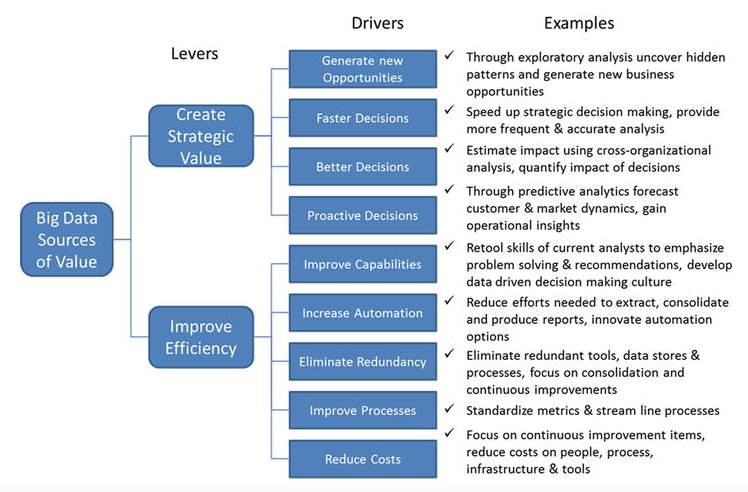 Drivers
Examples
Levers
Big Data
Sources
of Value
Create
Strategic
Value
Generate new
Opportunities
✓ Through exploratory analysis uncover hidden
patterns and generate new business
opportunities
Faster Decisions
✓ Speed up strategic decision making, provide
more frequent & accurate analysis
Better Decisions
✓ Estimate impact using cross-organizational
analysis, quantify impact of decisions
Proactive Decisions
✓ Through predictive analytics forecast
customer & market dynamics, gain
operational insights
Improve
Efficiency
Improve Capabilities
✓ Retool skills of current analysts to emphasize
problem solving & recommendations, develop
data driven decision making culture
Increase Automation
✓ Reduce efforts needed to extract, consolidate
and produce reports, innovate automation
options
Eliminate Redundancy
✓ Eliminate redundant tools, data stores &
processes, focus on consolidation and
continuous improvements
Improve Processes
✓ Standardize metrics & stream line processes
Reduce Costs
✓ Focus on continuous improvement items,
reduce costs on people, process,
infrastructure & tools